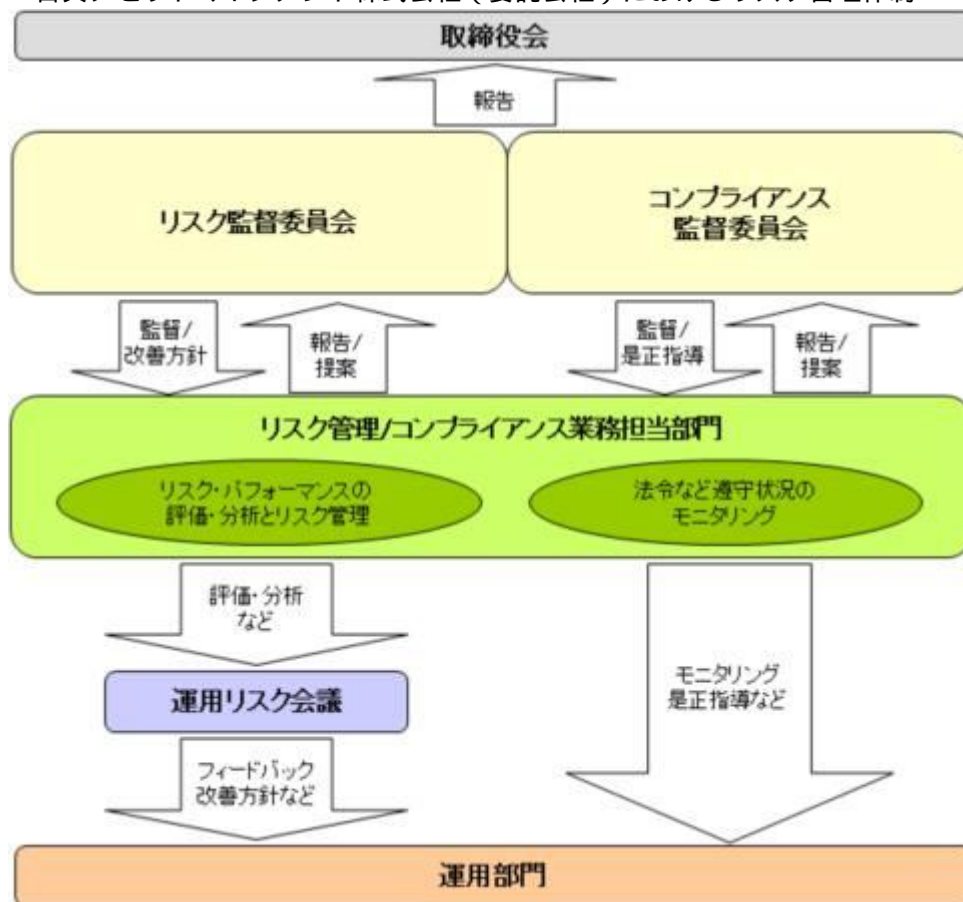 取締役会
報告
リスク監督委員会
コンプライアンス
監督委員会
監督/
改善方針
報告/
提案
監督/
是正指導
報告/
提案
リスク管理/コンプライアンス業務担当部門
リスク・パフォーマンスの
評価・分析とリスク管理
法令など遵守状況の
モニタリング
評価・分析
など
運用リスク会議
モニタリング
是正指導など
フィードバック
改善方針など
運用部門